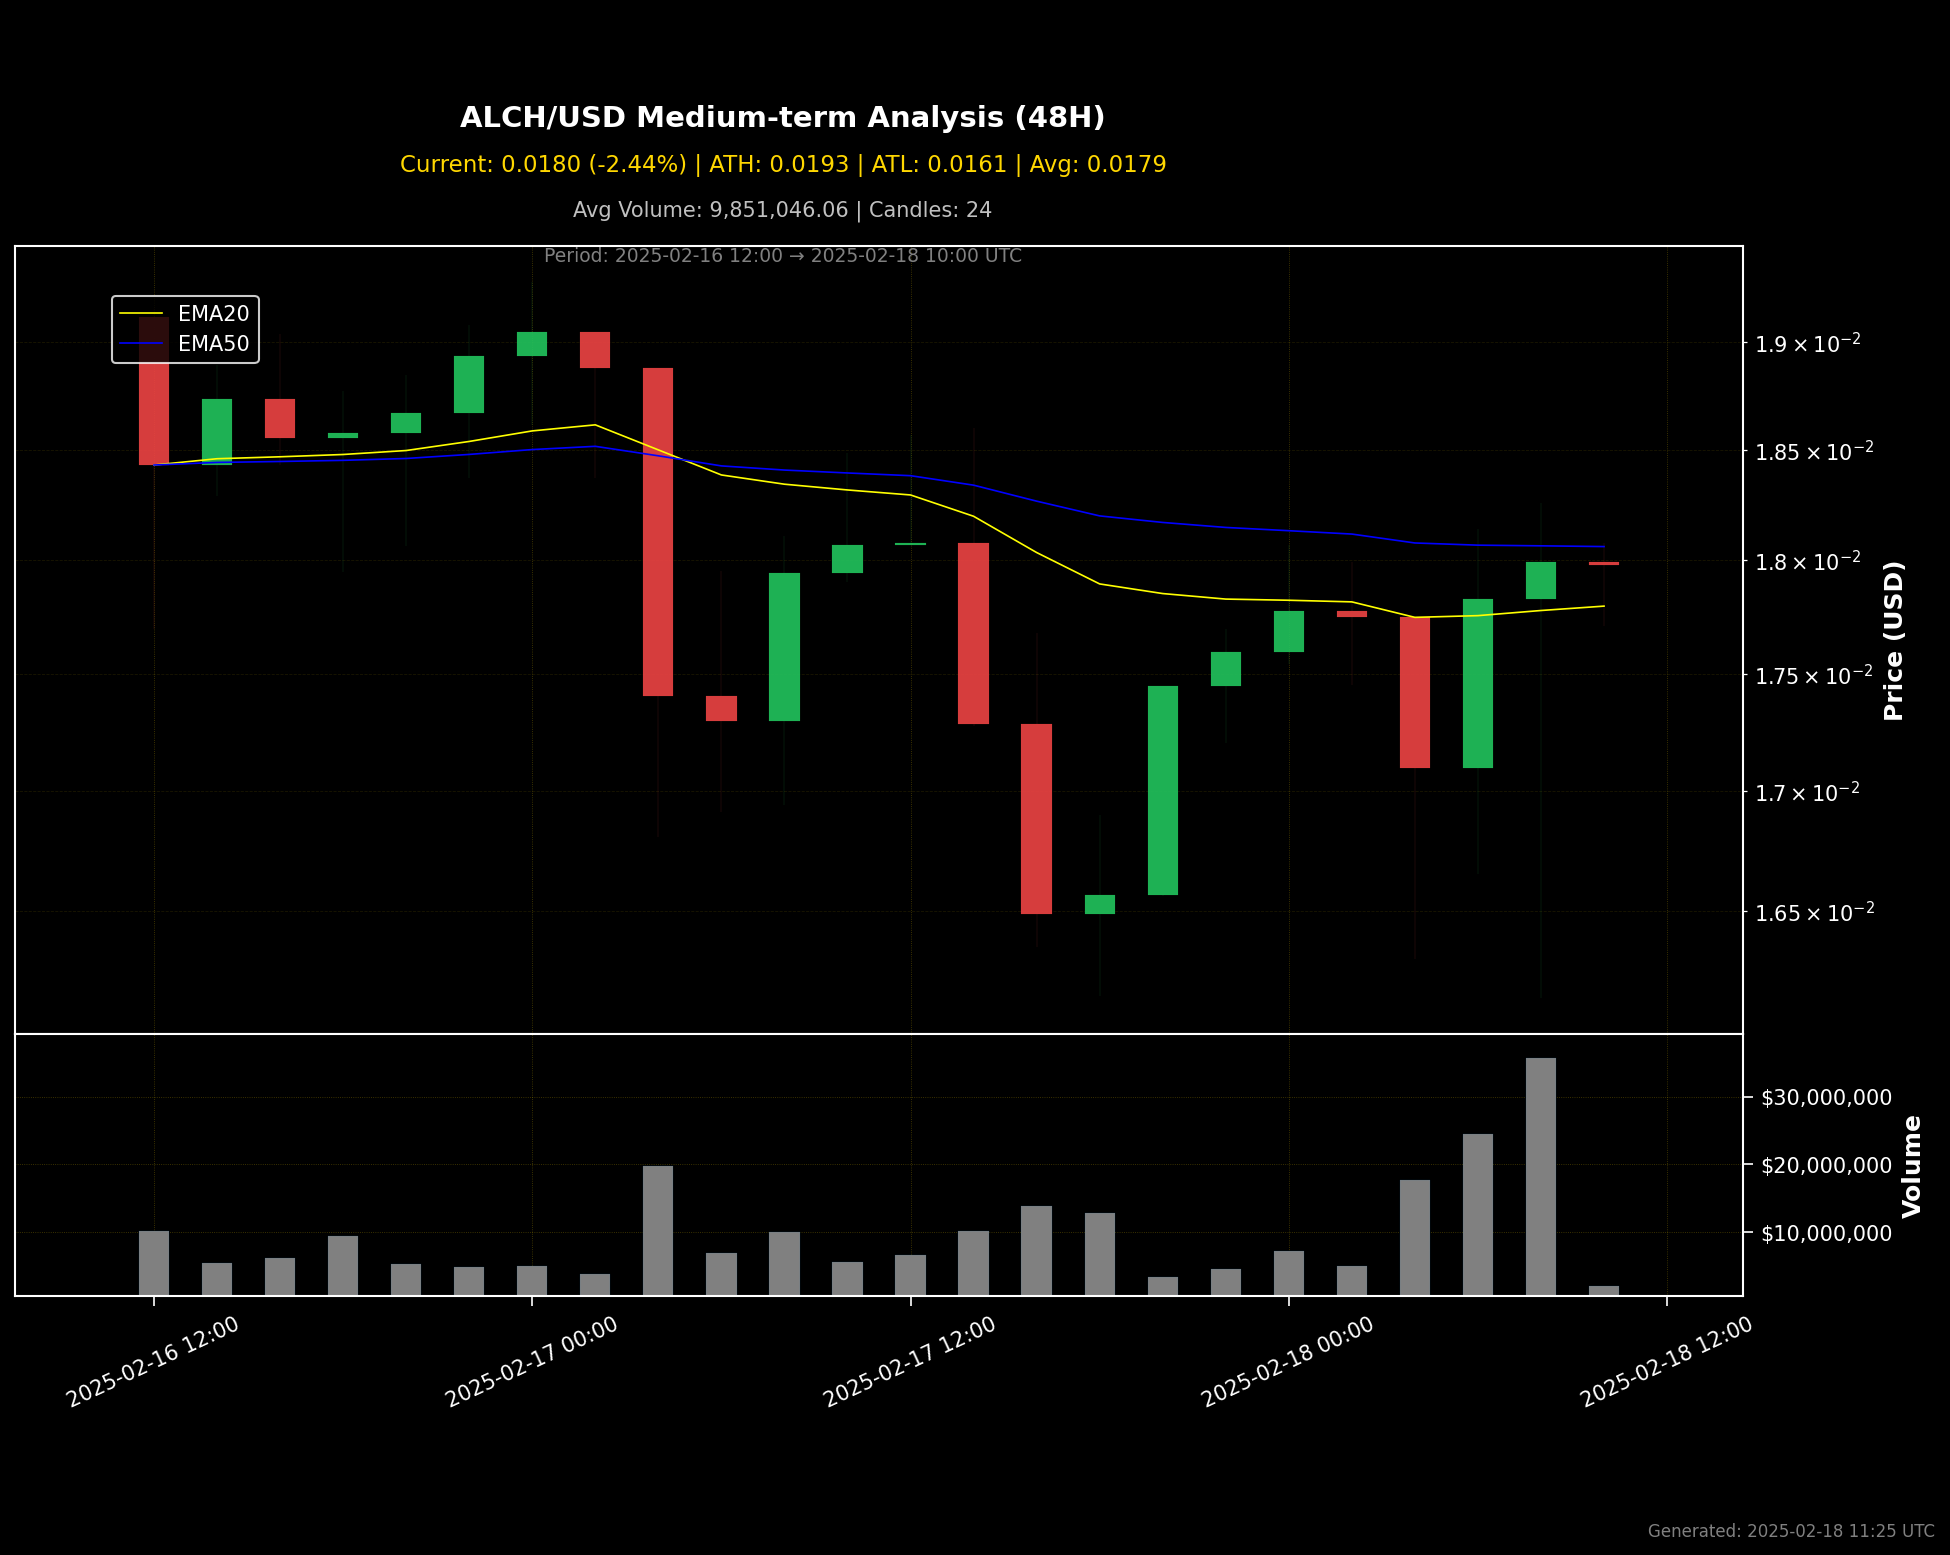 ALCH/USD Medium-term Analysis (48H)
Current: 0.0180 (-2.44%) | ATH: 0.0193 | ATL: 0.0161 | Avg: 0.0179
Avg Volume: 9,851,046.06 | Candles: 24
Period: 2025-02-16 12:00 → 2025-02-18 10:00 UTC
EMA20
EMA50
1.9 × 10⁻²
1.85 × 10⁻²
1.8 × 10⁻²
1.75 × 10⁻²
1.7 × 10⁻²
1.65 × 10⁻²
Price (USD)
$30,000,000
$20,000,000
$10,000,000
Volume
2025-02-16 12:00
2025-02-17 00:00
2025-02-17 12:00
2025-02-18 00:00
2025-02-18 12:00
Generated: 2025-02-18 11:25 UTC